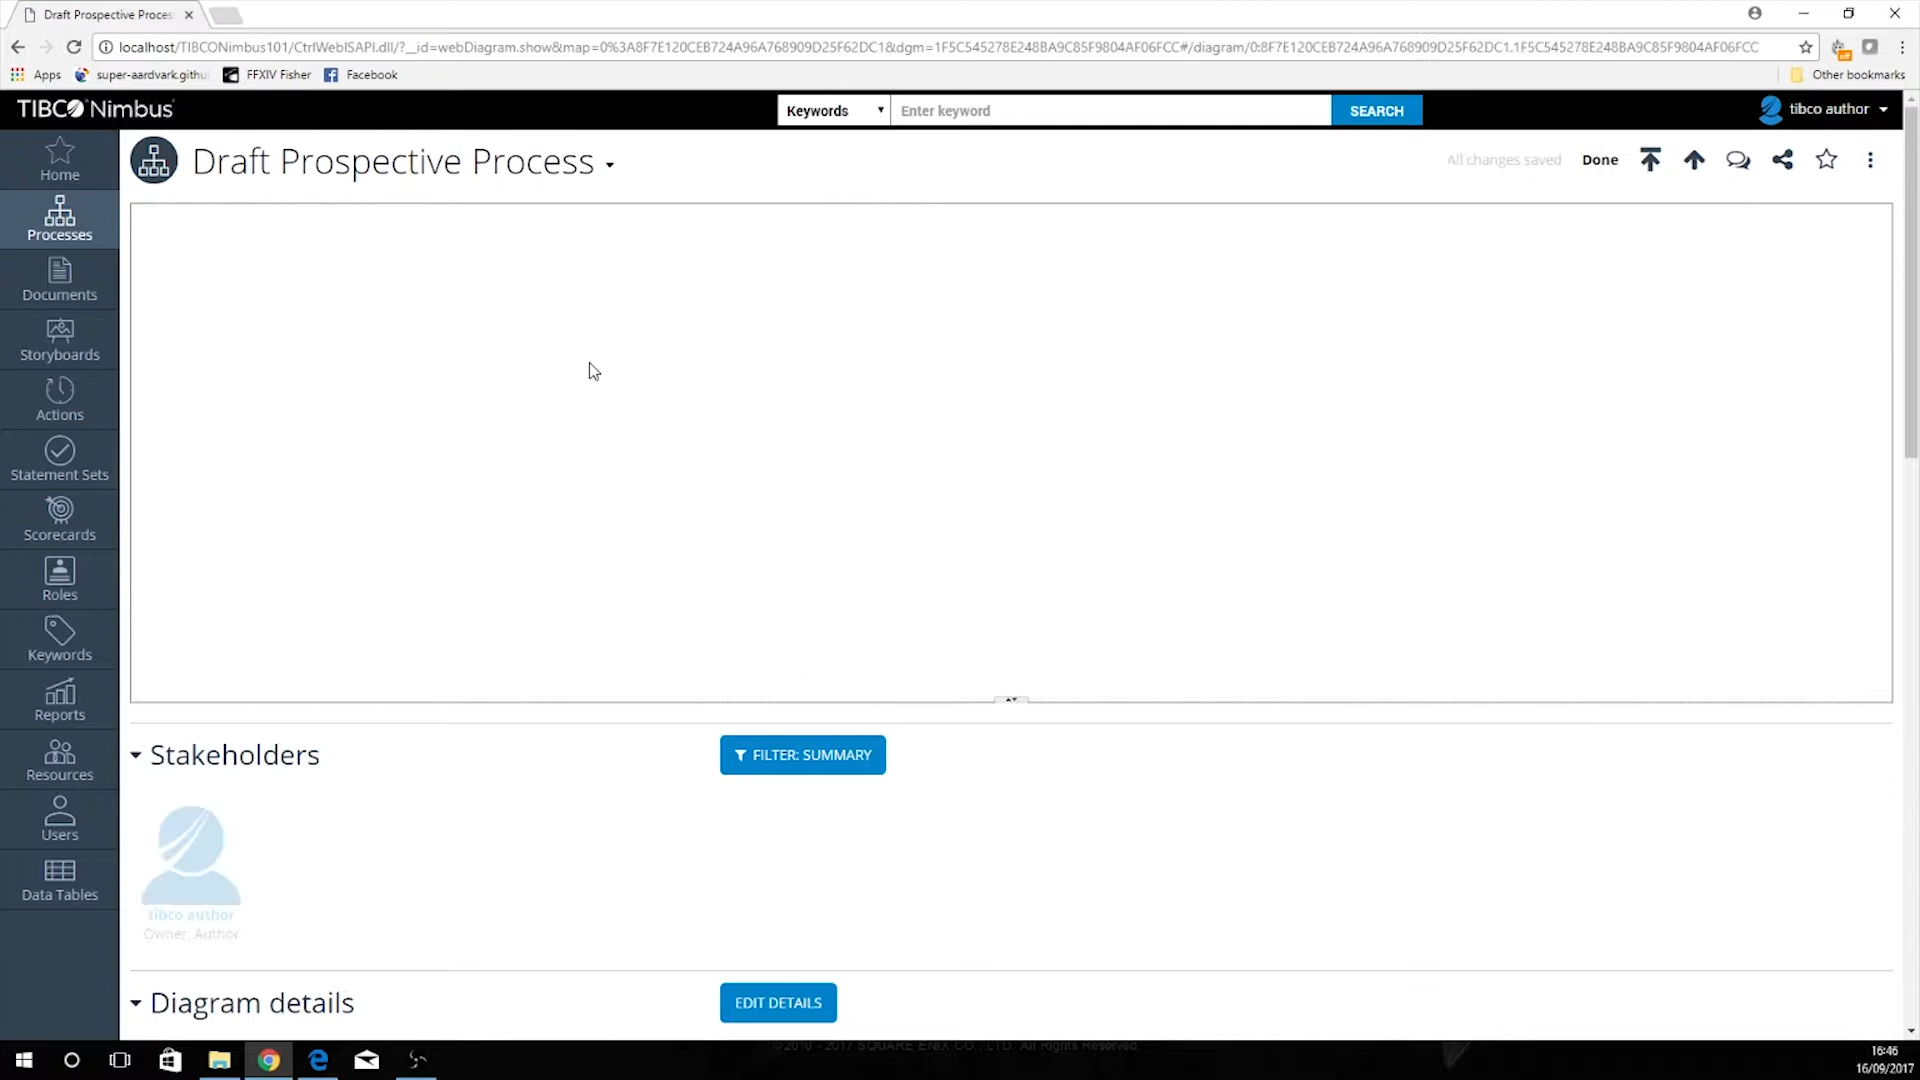 Draft Prospective Proces
localhost/TIBCONimbus101/CtrlWebISAPI.dll/?__id=webDiagram.show&map=0%3A8F7E120CEB724A96A768909D25F62DC1&dgm=1F5C545278E248BA9C85F9804AF06FCC#/diagram/0:8F7E120CEB724A96A768909D25F62DC1.1F5C545278E248BA9C85F9804AF06FCC
Apps super-aardvark.githu FFXIV Fisher Facebook Other bookmarks
TIBCO Nimbus
Keywords Enter keyword SEARCH
tibco author
Home
Processes
Documents
Storyboards
Actions
Statement Sets
Scorecards
Roles
Keywords
Reports
Resources
Users
Data Tables
Draft Prospective Process
All changes saved Done
Stakeholders FILTER: SUMMARY
tibco author
Owner, Author
Diagram details EDIT DETAILS
©2010 - 2017 SQUARE ENIX CO., LTD. All Rights Reserved.
16:46
16/09/2017